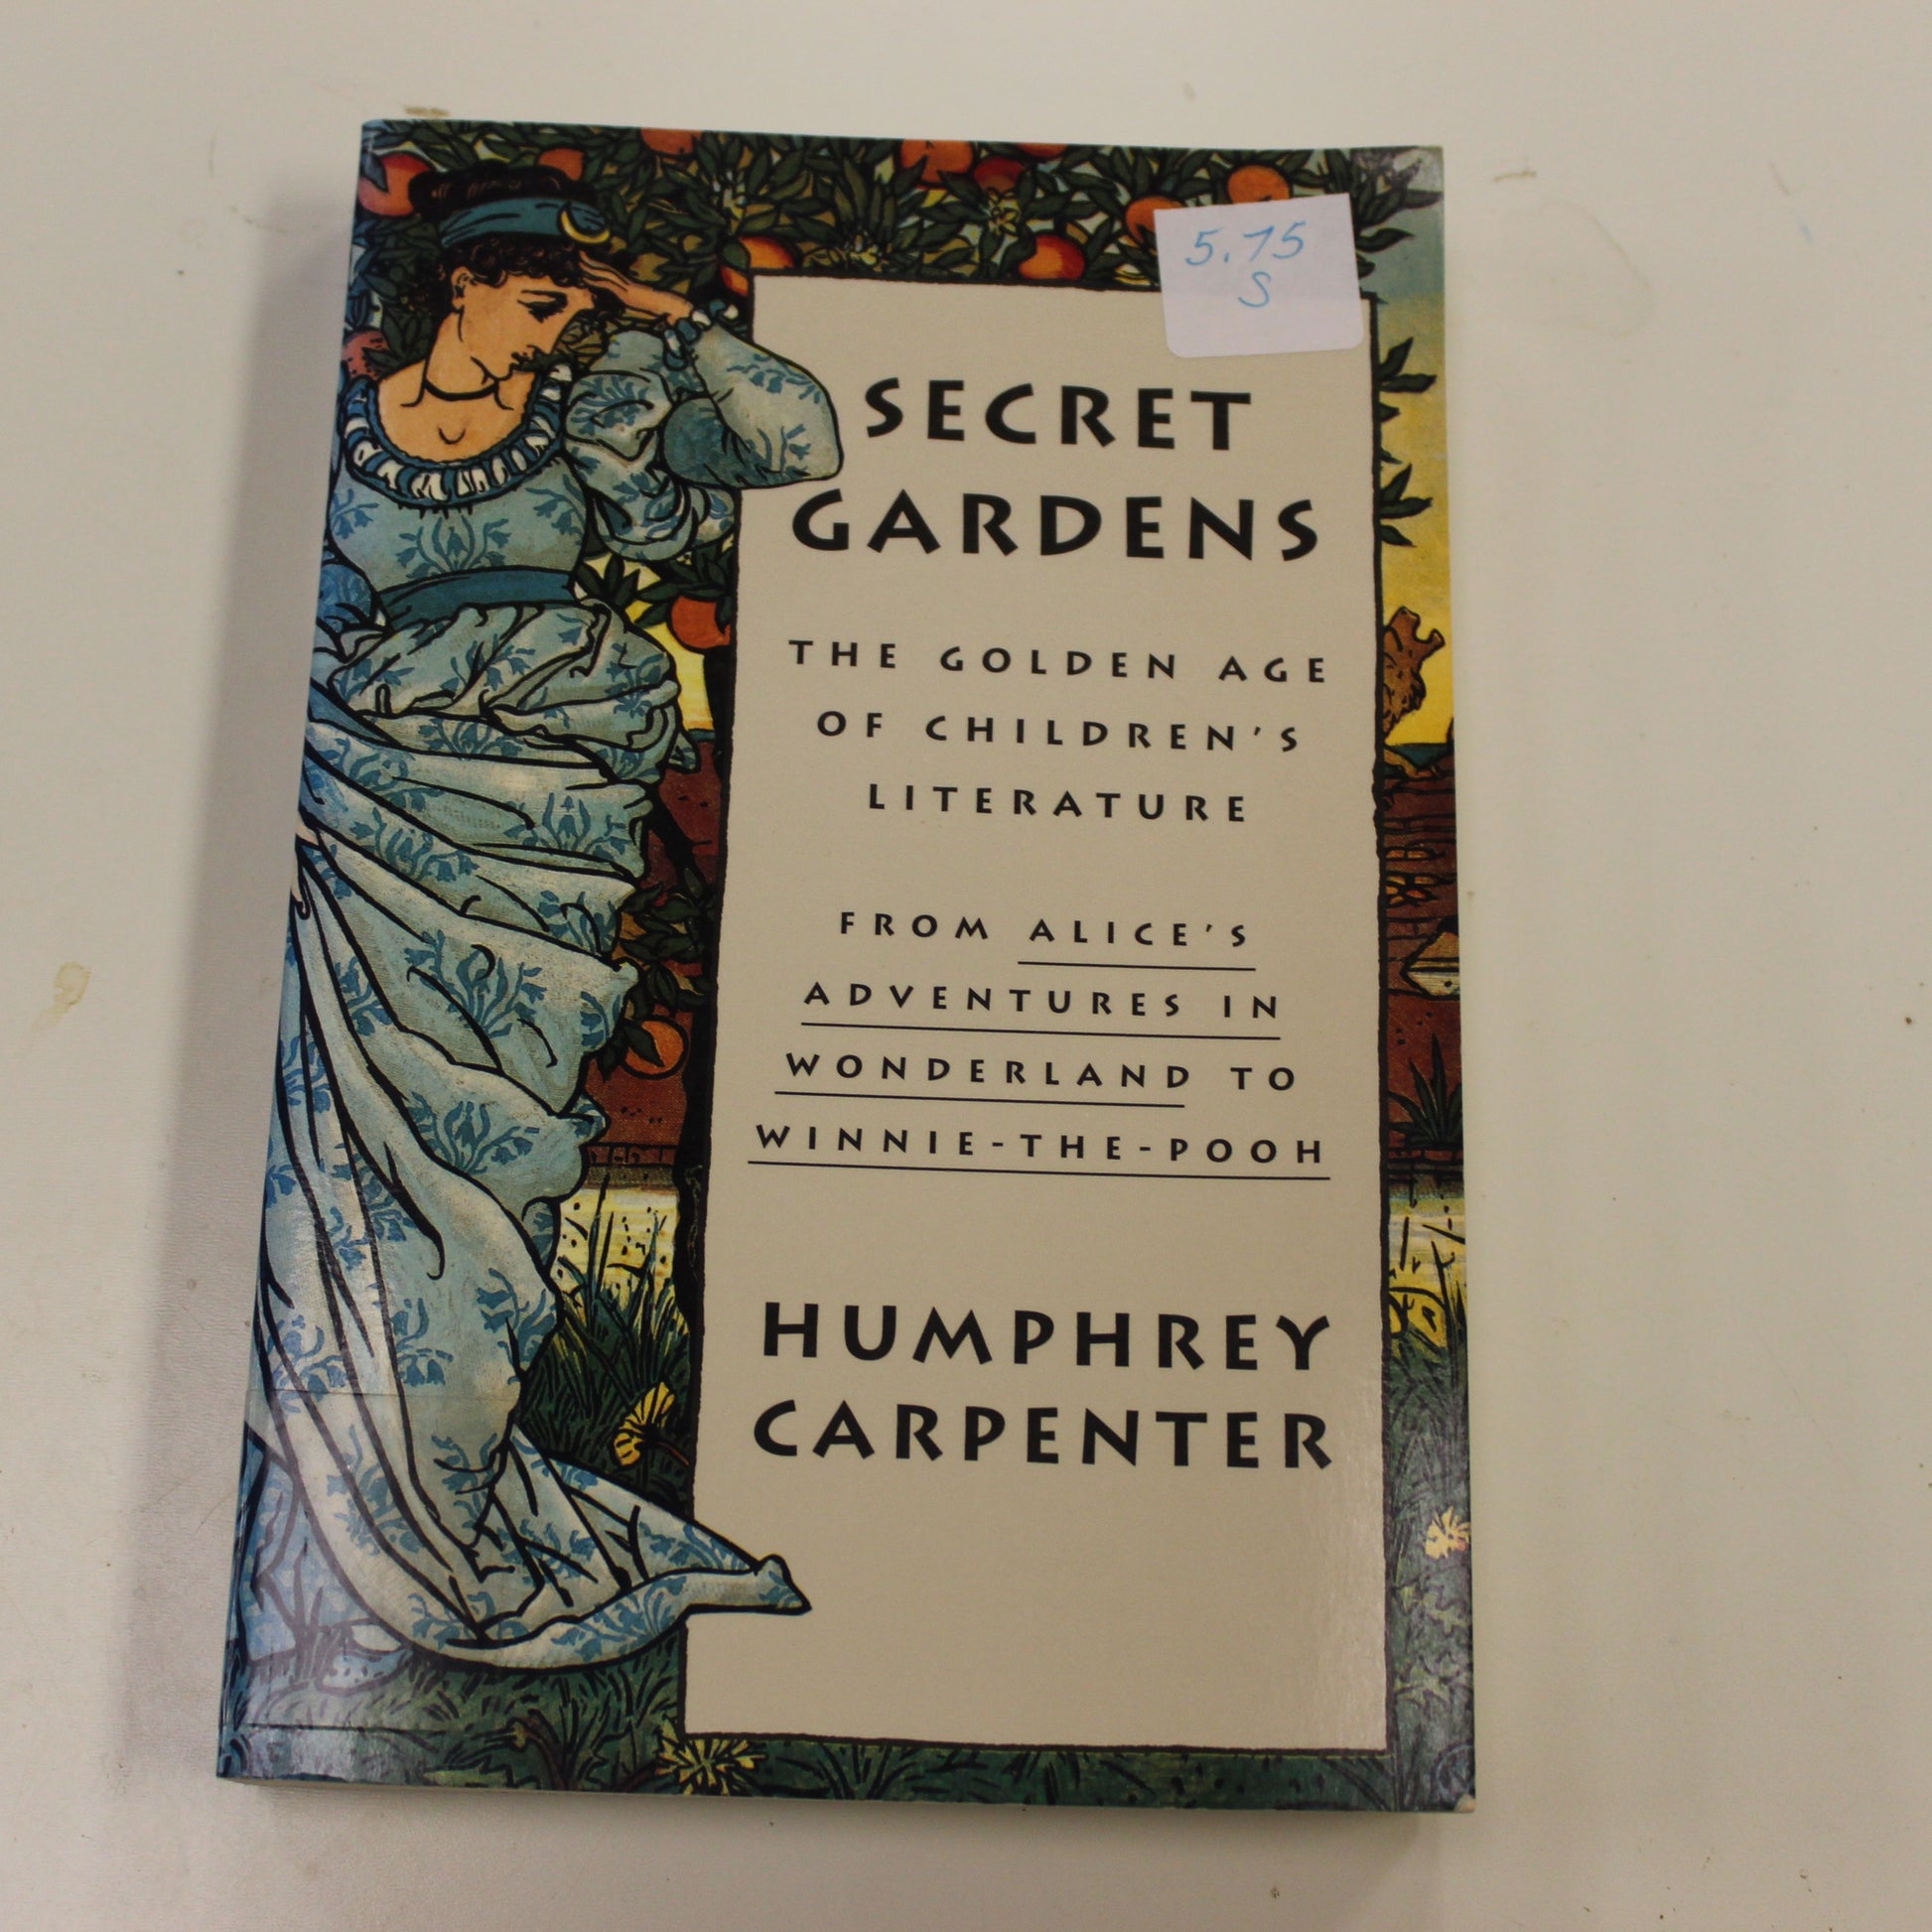 5.75
S
SECRET
GARDENS
THE GOLDEN AGE
OF CHILDREN'S
LITERATURE
FROM ALICE'S
ADVENTURES IN
WONDERLAND TO
WINNIE-THE-POOH
HUMPHREY
CARPENTER